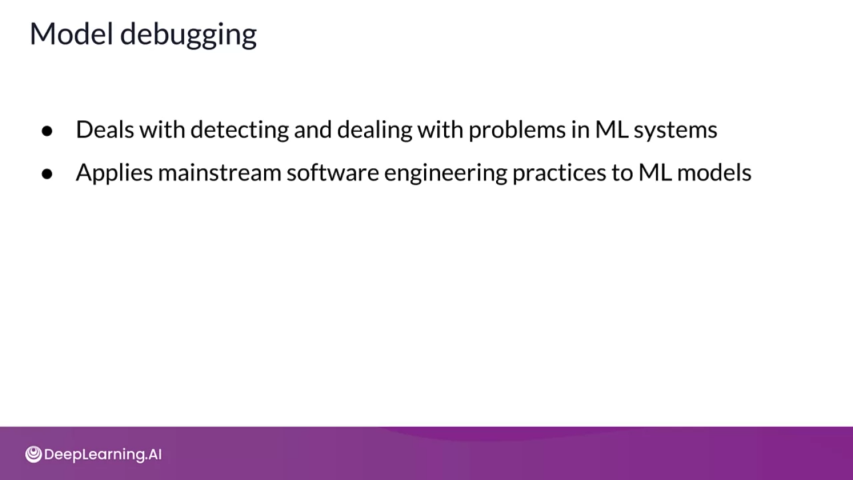 Model debugging
● Deals with detecting and dealing with problems in ML systems
● Applies mainstream software engineering practices to ML models
DeepLearning.AI